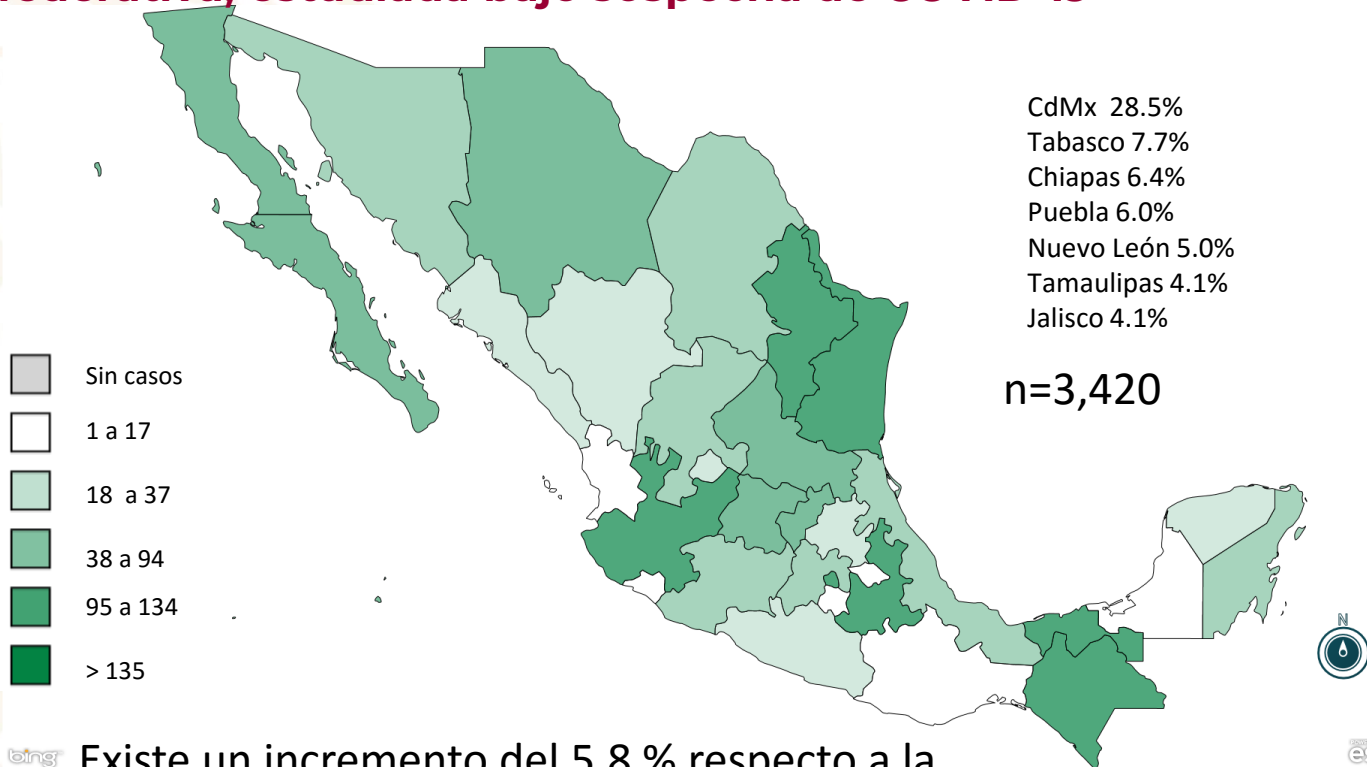 CdMx 28.5%
Tabasco 7.7%
Chiapas 6.4%
Puebla 6.0%
Nuevo León 5.0%
Tamaulipas 4.1%
Jalisco 4.1%
n=3,420
Sin casos
1 a 17
18 a 37
38 a 94
95 a 134
> 135
N
bing
Existe un incremento del 5.8 % respecto a la